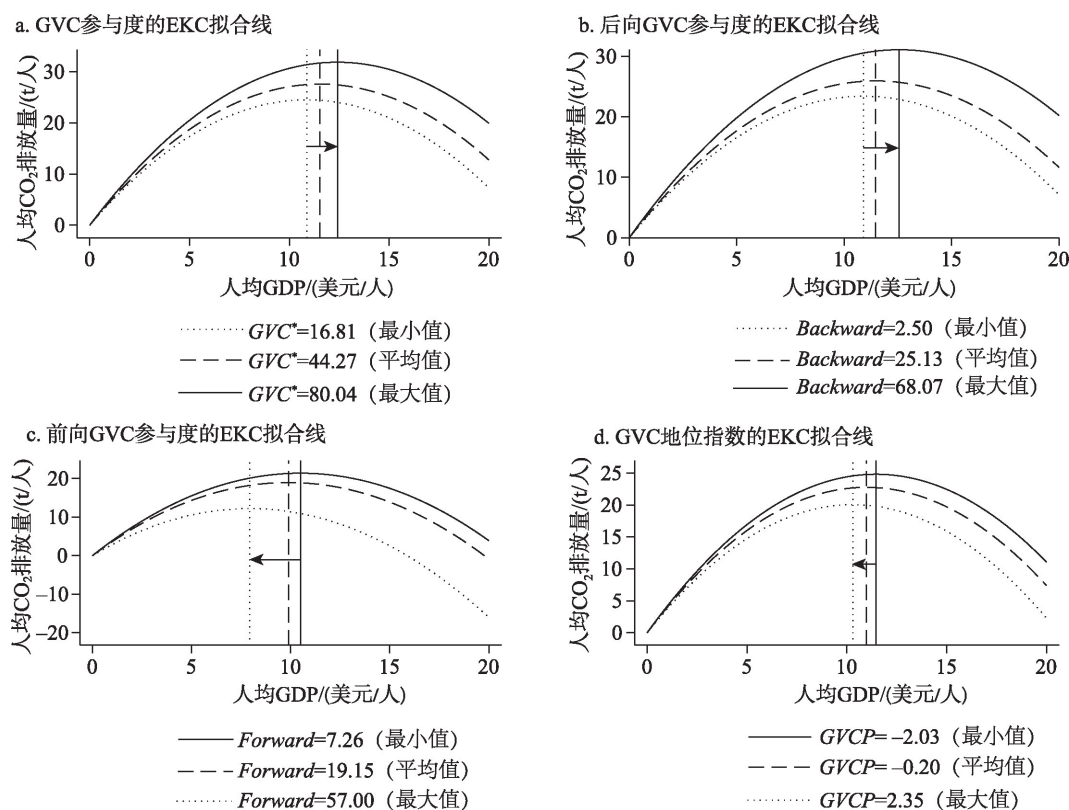 a. GVC参与度的EKC拟合线
人均CO₂排放量/(t/人)
30
20
10
0
0 5 10 15 20
人均GDP/(美元/人)
GVC*=16.81（最小值）
GVC*=44.27（平均值）
GVC*=80.04（最大值）
b. 后向GVC参与度的EKC拟合线
人均CO₂排放量/(t/人)
30
20
10
0
0 5 10 15 20
人均GDP/(美元/人)
Backward=2.50（最小值）
Backward=25.13（平均值）
Backward=68.07（最大值）
c. 前向GVC参与度的EKC拟合线
人均CO₂排放量/(t/人)
20
10
0
−10
−20
0 5 10 15 20
人均GDP/(美元/人)
Forward=7.26（最小值）
Forward=19.15（平均值）
Forward=57.00（最大值）
d. GVC地位指数的EKC拟合线
人均CO₂排放量/(t/人)
25
20
15
10
5
0
0 5 10 15 20
人均GDP/(美元/人)
GVCP= −2.03（最小值）
GVCP= −0.20（平均值）
GVCP=2.35（最大值）